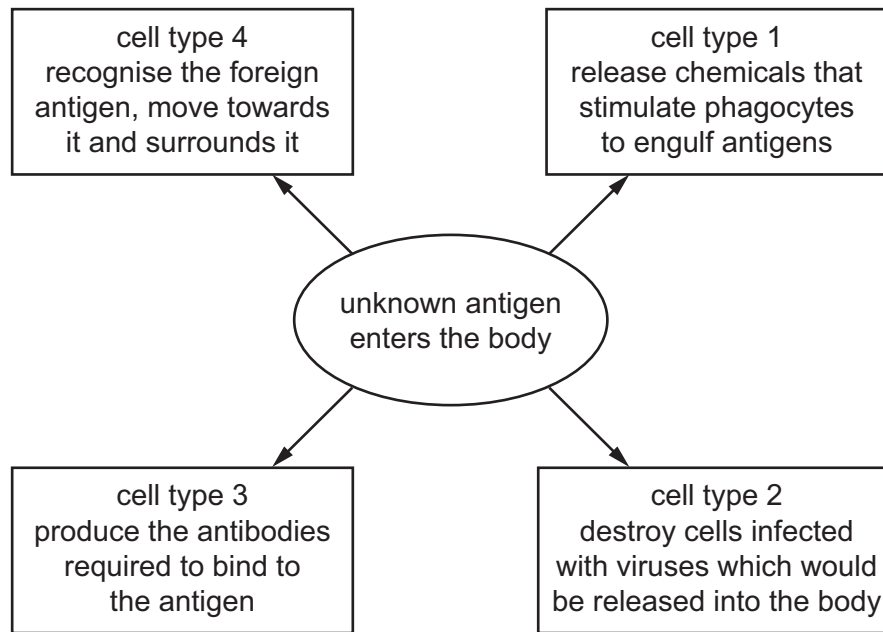 cell type 4
recognise the foreign
antigen, move towards
it and surrounds it
cell type 1
release chemicals that
stimulate phagocytes
to engulf antigens
unknown antigen
enters the body
cell type 3
produce the antibodies
required to bind to
the antigen
cell type 2
destroy cells infected
with viruses which would
be released into the body